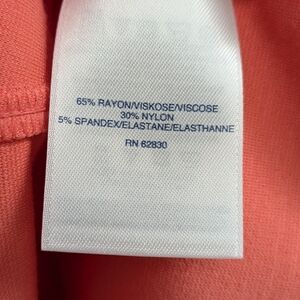 65% RAYON/VISKOSE/VISCOSE
30% NYLON
5% SPANDEX/ELASTANE/ELASTHANNE
RN 62830